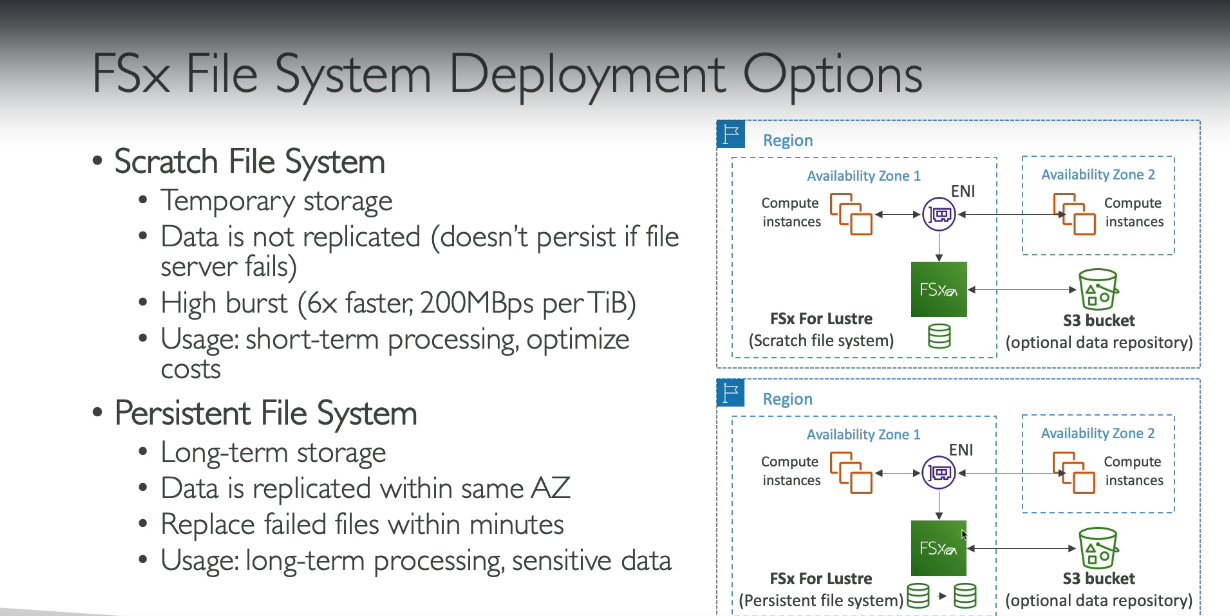 FSx File System Deployment Options
• Scratch File System
• Temporary storage
• Data is not replicated (doesn't persist if file
server fails)
• High burst (6x faster, 200MBps per TiB)
• Usage: short-term processing, optimize
costs
• Persistent File System
• Long-term storage
• Data is replicated within same AZ
• Replace failed files within minutes
• Usage: long-term processing, sensitive data
Region
Availability Zone 1
Compute
instances
ENI
FSx
FSx For Lustre
(Scratch file system)
Availability Zone 2
Compute
instances
S3 bucket
(optional data repository)
Region
Availability Zone 1
Compute
instances
ENI
FSx
FSx For Lustre
(Persistent file system)
Availability Zone 2
Compute
instances
S3 bucket
(optional data repository)